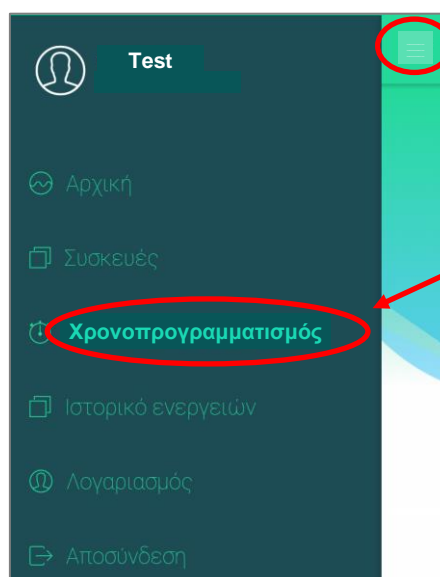 Test
Αρχική
Συσκευές
Χρονοπρογραμματισμός
Ιστορικό ενεργειών
Λογαριασμός
Αποσύνδεση